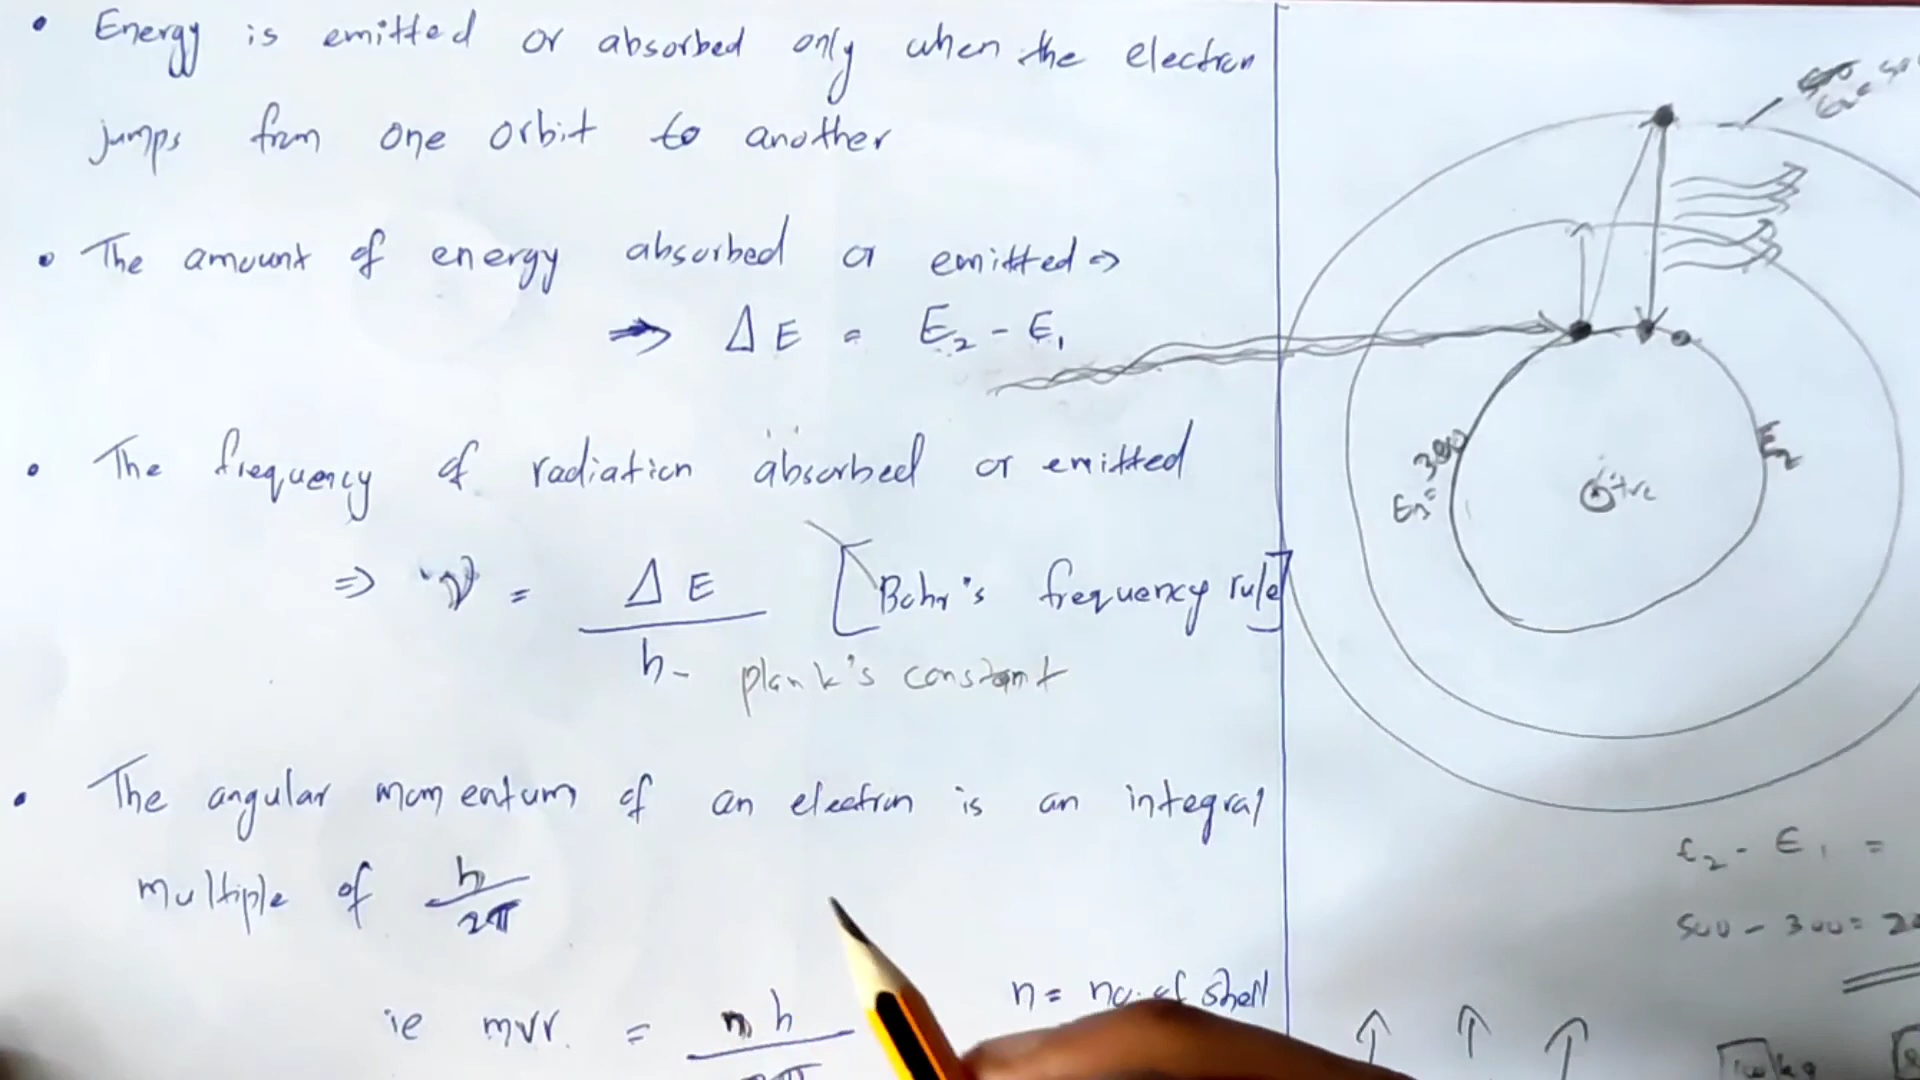 • Energy is emitted or absorbed only when the electron
jumps from one orbit to another
• The amount of energy absorbed or emitted ⇒
⇒ ΔE = E₂ - E₁
• The frequency of radiation absorbed or emitted
⇒ ν = ΔE / h - plank's constant [Bohr's frequency rule]
• The angular momentum of an electron is an integral
multiple of h / 2π
ie mvr = nh / 2π n = no. of shell
E₂
300
+ve
E₂ - E₁ =
500 - 300 =